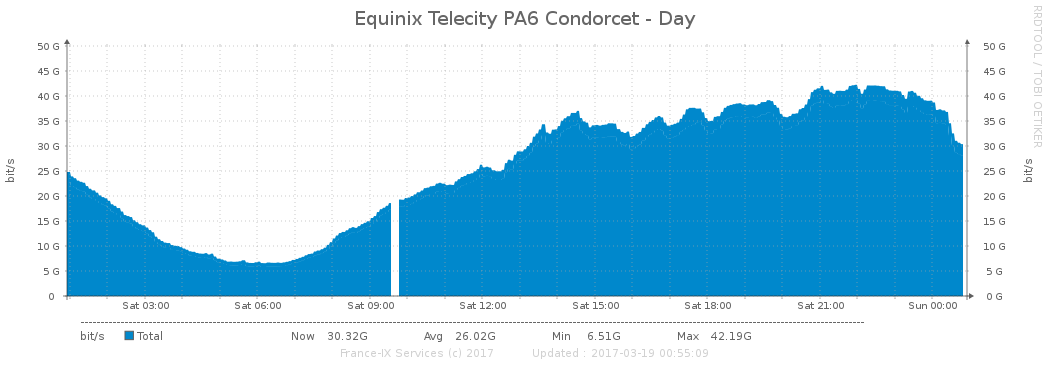 Equinix Telecity PA6 Condorcet - Day
RRDTOOL / TOBI OETIKER
50 G 50 G
45 G 45 G
40 G 40 G
35 G 35 G
30 G 30 G
25 G 25 G
20 G 20 G
15 G 15 G
10 G 10 G
5 G 5 G
0 0 G
bit/s bit/s
Sat 03:00 Sat 06:00 Sat 09:00 Sat 12:00 Sat 15:00 Sat 18:00 Sat 21:00 Sun 00:00
bit/s Total Now 30.32G Avg 26.02G Min 6.51G Max 42.19G
France-IX Services (c) 2017 Updated : 2017-03-19 00:55:09